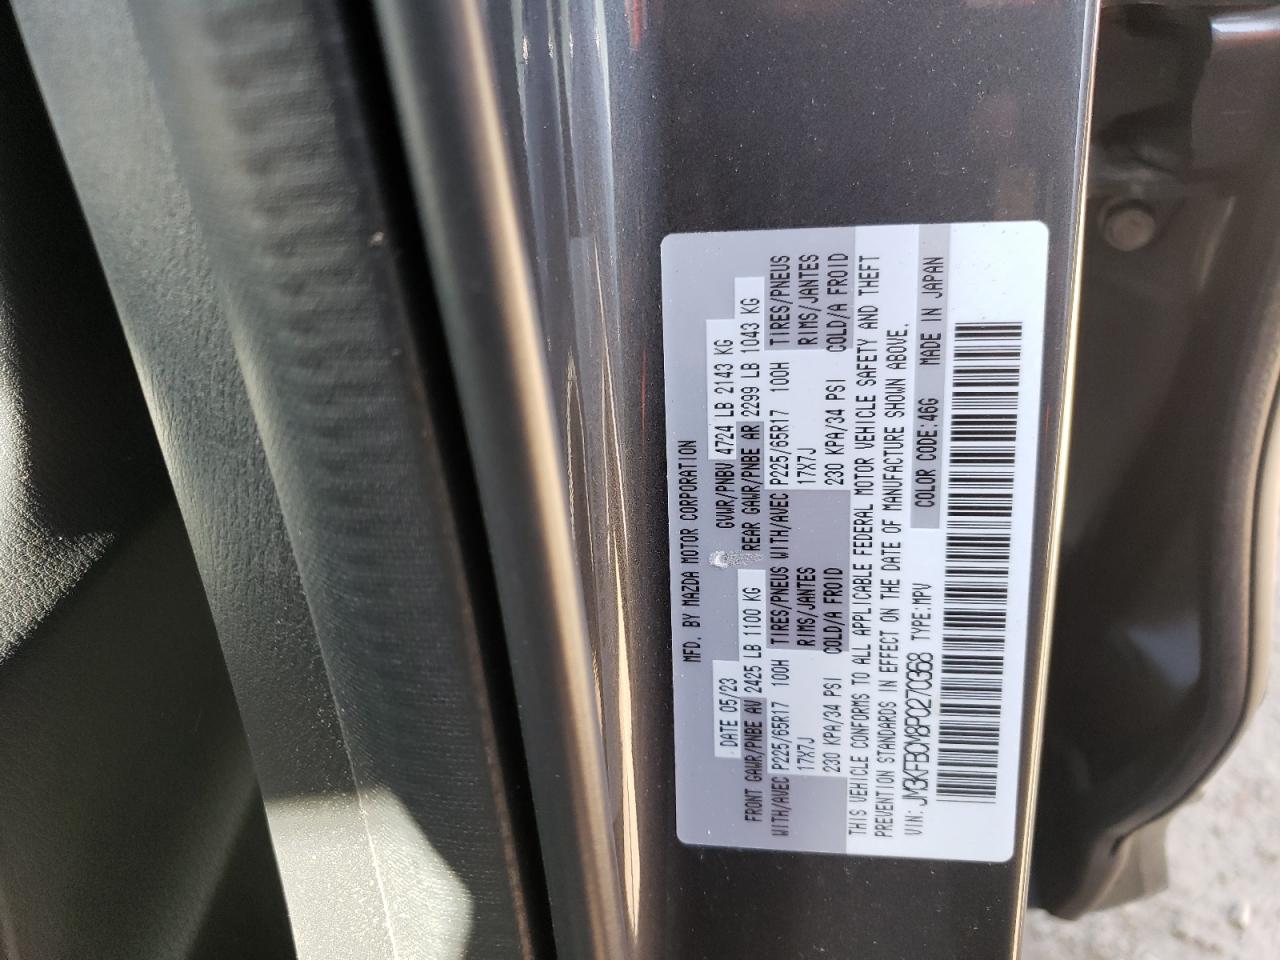 MFD. BY MAZDA MOTOR CORPORATION
DATE 05/23 GVWR/PNBV 4724 LB 2143 KG
FRONT GAWR/PNBE AV 2425 LB 1100 KG REAR GAWR/PNBE AR 2299 LB 1043 KG
WITH/AVEC P225/65R17 100H TIRES/PNEUS WITH/AVEC P225/65R17 100H TIRES/PNEUS
17X7J RIMS/JANTES 17X7J RIMS/JANTES
230 KPA/34 PSI COLD/A FROID 230 KPA/34 PSI COLD/A FROID
THIS VEHICLE CONFORMS TO ALL APPLICABLE FEDERAL MOTOR VEHICLE SAFETY AND THEFT
PREVENTION STANDARDS IN EFFECT ON THE DATE OF MANUFACTURE SHOWN ABOVE.
VIN: JM3KFBCM8P0270368 TYPE:MPV COLOR CODE:46G MADE IN JAPAN